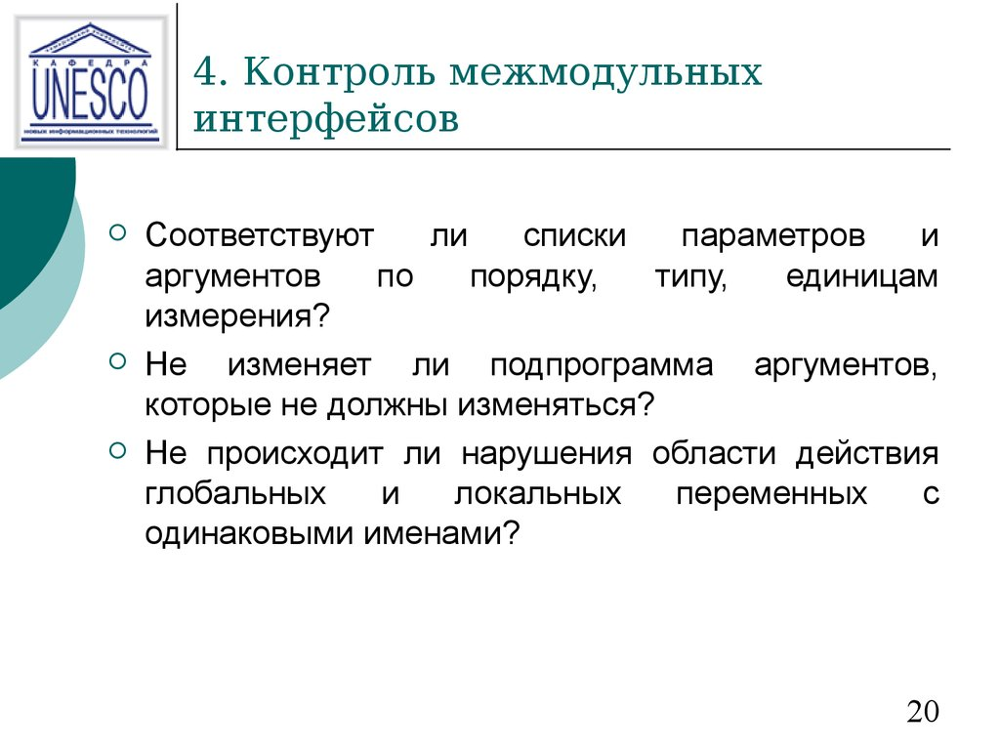 Кемеровский университет
КАФЕДРА
UNESCO
новых информационных технологий
4. Контроль межмодульных
интерфейсов
Соответствуют ли списки параметров и
аргументов по порядку, типу, единицам
измерения?
Не изменяет ли подпрограмма аргументов,
которые не должны изменяться?
Не происходит ли нарушения области действия
глобальных и локальных переменных с
одинаковыми именами?
20